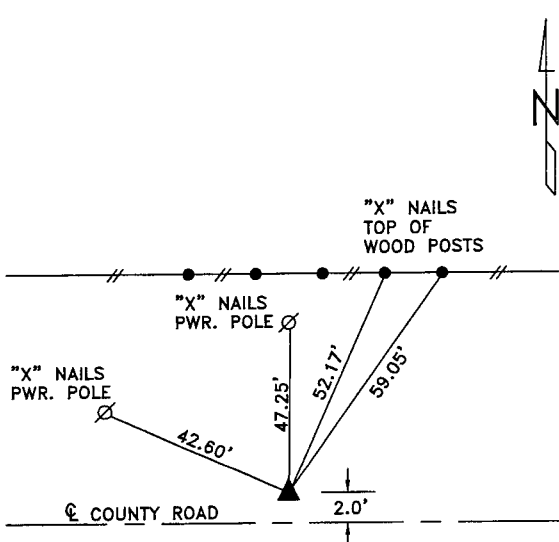 N
"X" NAILS
TOP OF
WOOD POSTS
"X" NAILS
PWR. POLE
"X" NAILS
PWR. POLE
52.17'
59.05'
47.25'
42.60'
℄ COUNTY ROAD
2.0'